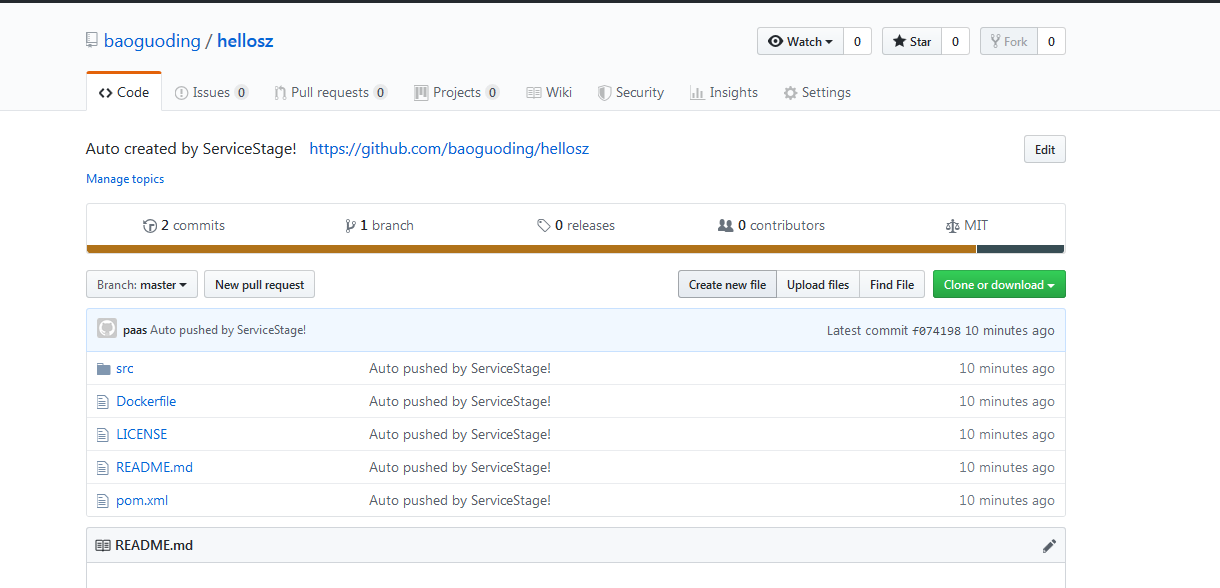 baoguoding / hellosz Watch 0 Star 0 Fork 0
Code Issues 0 Pull requests 0 Projects 0 Wiki Security Insights Settings
Auto created by ServiceStage! https://github.com/baoguoding/hellosz Edit
Manage topics
2 commits 1 branch 0 releases 0 contributors MIT
Branch: master New pull request Create new file Upload files Find File Clone or download
paas Auto pushed by ServiceStage! Latest commit f074198 10 minutes ago
src Auto pushed by ServiceStage! 10 minutes ago
Dockerfile Auto pushed by ServiceStage! 10 minutes ago
LICENSE Auto pushed by ServiceStage! 10 minutes ago
README.md Auto pushed by ServiceStage! 10 minutes ago
pom.xml Auto pushed by ServiceStage! 10 minutes ago
README.md